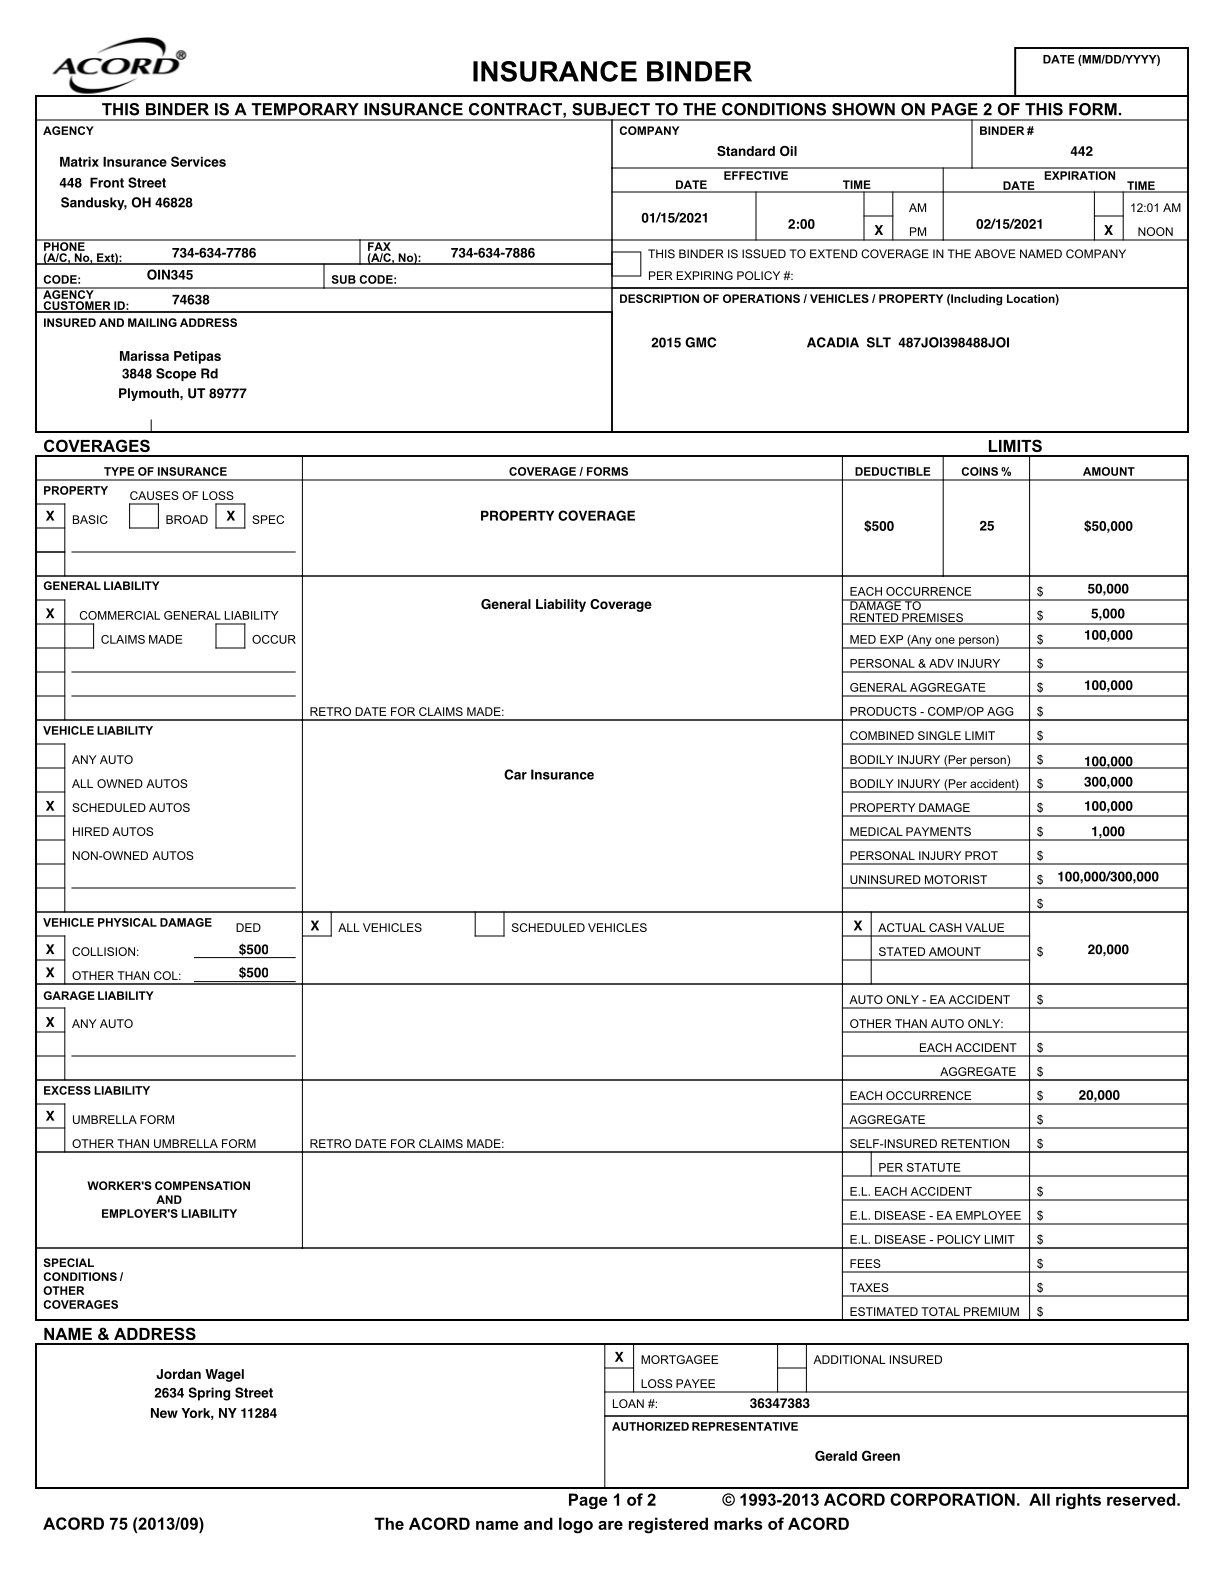 ACORD®
INSURANCE BINDER
DATE (MM/DD/YYYY)
THIS BINDER IS A TEMPORARY INSURANCE CONTRACT, SUBJECT TO THE CONDITIONS SHOWN ON PAGE 2 OF THIS FORM.
AGENCY
Matrix Insurance Services
448 Front Street
Sandusky, OH 46828
COMPANY
Standard Oil
BINDER #
442
EFFECTIVE
DATE
TIME
EXPIRATION
DATE
TIME
01/15/2021
2:00
AM
X PM
02/15/2021
12:01 AM
X NOON
PHONE
(A/C, No, Ext): 734-634-7786
FAX
(A/C, No): 734-634-7886
THIS BINDER IS ISSUED TO EXTEND COVERAGE IN THE ABOVE NAMED COMPANY
PER EXPIRING POLICY #:
CODE: OIN345
SUB CODE:
AGENCY
CUSTOMER ID: 74638
DESCRIPTION OF OPERATIONS / VEHICLES / PROPERTY (Including Location)
2015 GMC ACADIA SLT 487JOI398488JOI
INSURED AND MAILING ADDRESS
Marissa Petipas
3848 Scope Rd
Plymouth, UT 89777
COVERAGES
LIMITS
TYPE OF INSURANCE
COVERAGE / FORMS
DEDUCTIBLE
COINS %
AMOUNT
PROPERTY
CAUSES OF LOSS
X BASIC BROAD X SPEC
PROPERTY COVERAGE
$500
25
$50,000
GENERAL LIABILITY
X COMMERCIAL GENERAL LIABILITY
CLAIMS MADE OCCUR
General Liability Coverage
RETRO DATE FOR CLAIMS MADE:
EACH OCCURRENCE $ 50,000
DAMAGE TO
RENTED PREMISES $ 5,000
MED EXP (Any one person) $ 100,000
PERSONAL & ADV INJURY $
GENERAL AGGREGATE $ 100,000
PRODUCTS - COMP/OP AGG $
VEHICLE LIABILITY
ANY AUTO
ALL OWNED AUTOS
X SCHEDULED AUTOS
HIRED AUTOS
NON-OWNED AUTOS
Car Insurance
COMBINED SINGLE LIMIT $
BODILY INJURY (Per person) $ 100,000
BODILY INJURY (Per accident) $ 300,000
PROPERTY DAMAGE $ 100,000
MEDICAL PAYMENTS $ 1,000
PERSONAL INJURY PROT $
UNINSURED MOTORIST $ 100,000/300,000
$
VEHICLE PHYSICAL DAMAGE DED
X COLLISION: $500
X OTHER THAN COL: $500
X ALL VEHICLES SCHEDULED VEHICLES
X ACTUAL CASH VALUE
STATED AMOUNT $ 20,000
GARAGE LIABILITY
X ANY AUTO
AUTO ONLY - EA ACCIDENT $
OTHER THAN AUTO ONLY:
EACH ACCIDENT $
AGGREGATE $
EXCESS LIABILITY
X UMBRELLA FORM
OTHER THAN UMBRELLA FORM
RETRO DATE FOR CLAIMS MADE:
EACH OCCURRENCE $ 20,000
AGGREGATE $
SELF-INSURED RETENTION $
WORKER'S COMPENSATION
AND
EMPLOYER'S LIABILITY
PER STATUTE
E.L. EACH ACCIDENT $
E.L. DISEASE - EA EMPLOYEE $
E.L. DISEASE - POLICY LIMIT $
SPECIAL
CONDITIONS /
OTHER
COVERAGES
FEES $
TAXES $
ESTIMATED TOTAL PREMIUM $
NAME & ADDRESS
Jordan Wagel
2634 Spring Street
New York, NY 11284
X MORTGAGEE ADDITIONAL INSURED
LOSS PAYEE
LOAN #: 36347383
AUTHORIZED REPRESENTATIVE
Gerald Green
Page 1 of 2 © 1993-2013 ACORD CORPORATION. All rights reserved.
ACORD 75 (2013/09) The ACORD name and logo are registered marks of ACORD